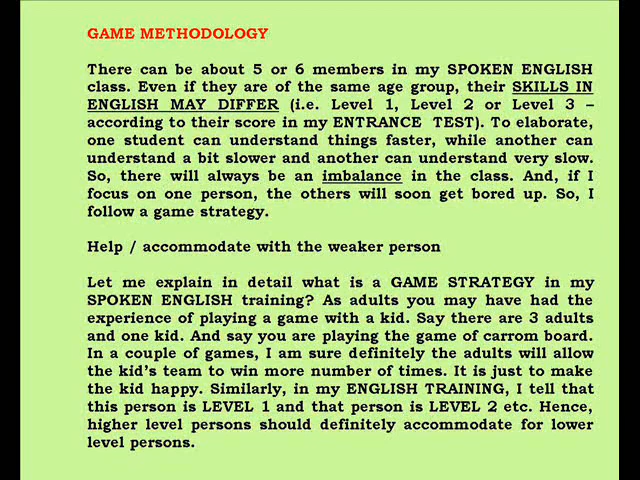 GAME METHODOLOGY
There can be about 5 or 6 members in my SPOKEN ENGLISH
class. Even if they are of the same age group, their SKILLS IN
ENGLISH MAY DIFFER (i.e. Level 1, Level 2 or Level 3 –
according to their score in my ENTRANCE TEST). To elaborate,
one student can understand things faster, while another can
understand a bit slower and another can understand very slow.
So, there will always be an imbalance in the class. And, if I
focus on one person, the others will soon get bored up. So, I
follow a game strategy.
Help / accommodate with the weaker person
Let me explain in detail what is a GAME STRATEGY in my
SPOKEN ENGLISH training? As adults you may have had the
experience of playing a game with a kid. Say there are 3 adults
and one kid. And say you are playing the game of carrom board.
In a couple of games, I am sure definitely the adults will allow
the kid's team to win more number of times. It is just to make
the kid happy. Similarly, in my ENGLISH TRAINING, I tell that
this person is LEVEL 1 and that person is LEVEL 2 etc. Hence,
higher level persons should definitely accommodate for lower
level persons.